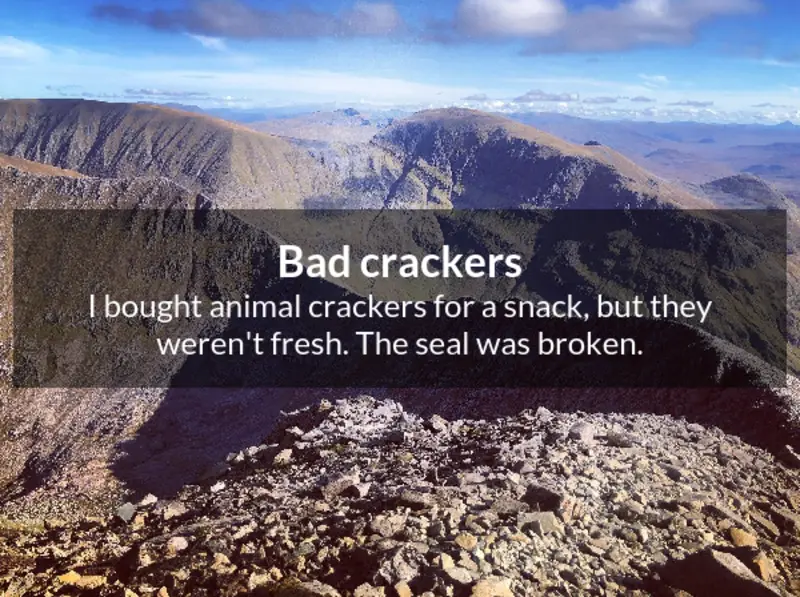 Bad crackers
I bought animal crackers for a snack, but they
weren't fresh. The seal was broken.